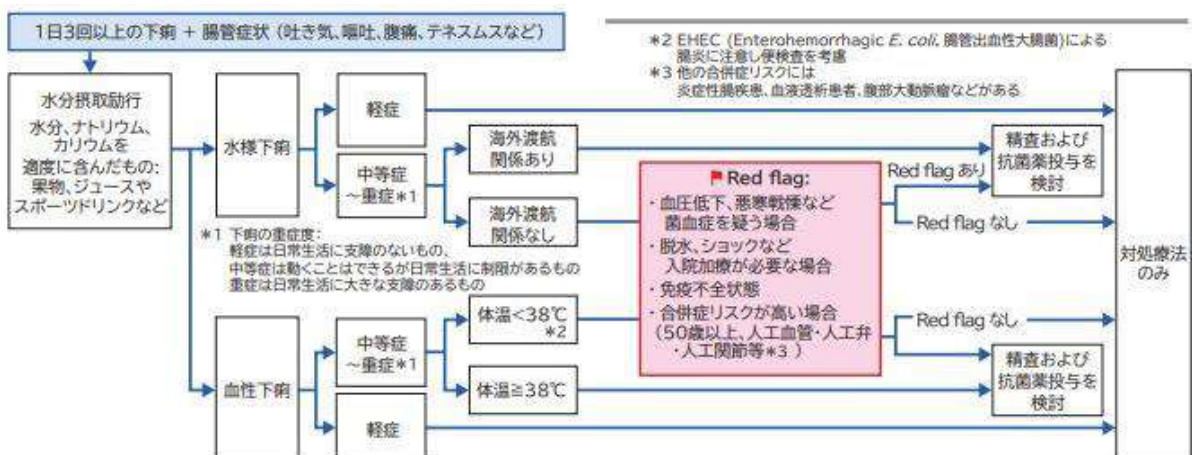 1日3回以上の下痢 + 腸管症状 (吐き気、嘔吐、腹痛、テネスムスなど)
*2 EHEC (Enterohemorrhagic E. coli, 腸管出血性大腸菌)による
腸炎に注意し便検査を考慮
*3 他の合併症リスクには
炎症性腸疾患、血液透析患者、腹部大動脈瘤などがある
水分摂取励行
水分、ナトリウム、
カリウムを
適度に含んだもの:
果物、ジュースや
スポーツドリンクなど
水様下痢
軽症
中等症
~重症*1
海外渡航
関係あり
海外渡航
関係なし
*1 下痢の重症度:
軽症は日常生活に支障のないもの、
中等症は動くことはできるが日常生活に制限があるもの
重症は日常生活に大きな支障のあるもの
Red flag:
・血圧低下、悪寒戦慄など
菌血症を疑う場合
・脱水、ショックなど
入院加療が必要な場合
・免疫不全状態
・合併症リスクが高い場合
(50歳以上、人工血管・人工弁
・人工関節等*3 )
Red flag あり
精査および
抗菌薬投与を
検討
Red flag なし
対処療法
のみ
血性下痢
中等症
~重症*1
軽症
体温<38℃
*2
体温≧38℃
Red flag なし
精査および
抗菌薬投与を
検討